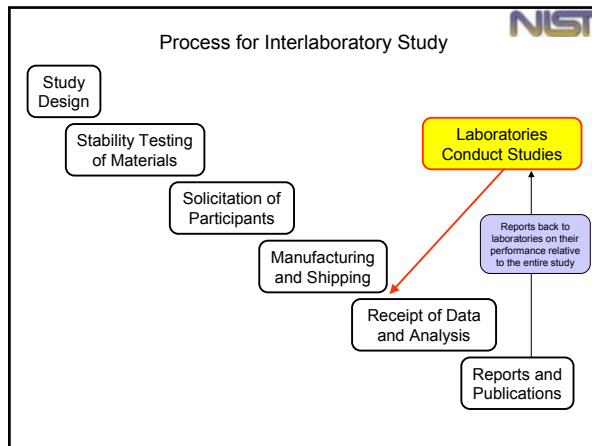 NIST
Process for Interlaboratory Study
Study
Design
Stability Testing
of Materials
Laboratories
Conduct Studies
Solicitation of
Participants
Reports back to
laboratories on their
performance relative
to the entire study
Manufacturing
and Shipping
Receipt of Data
and Analysis
Reports and
Publications